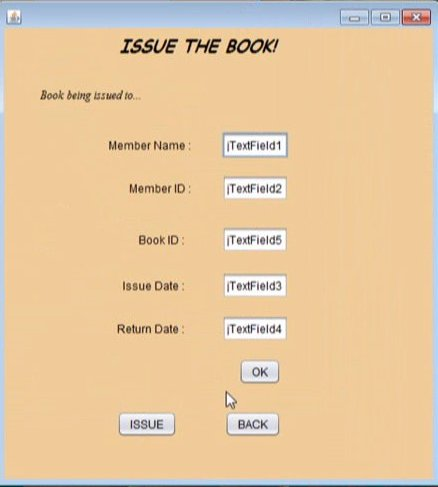 ISSUE THE BOOK!
Book being issued to...
Member Name : jTextField1
Member ID : jTextField2
Book ID : jTextField5
Issue Date : jTextField3
Return Date : jTextField4
OK
ISSUE BACK